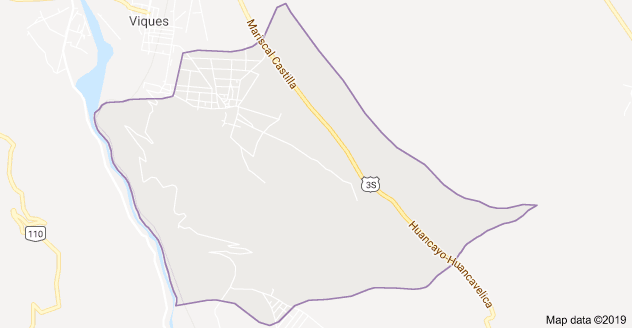 Viques
Mariscal Castilla
3S
110
Huancayo-Huancavelica
Map data ©2019